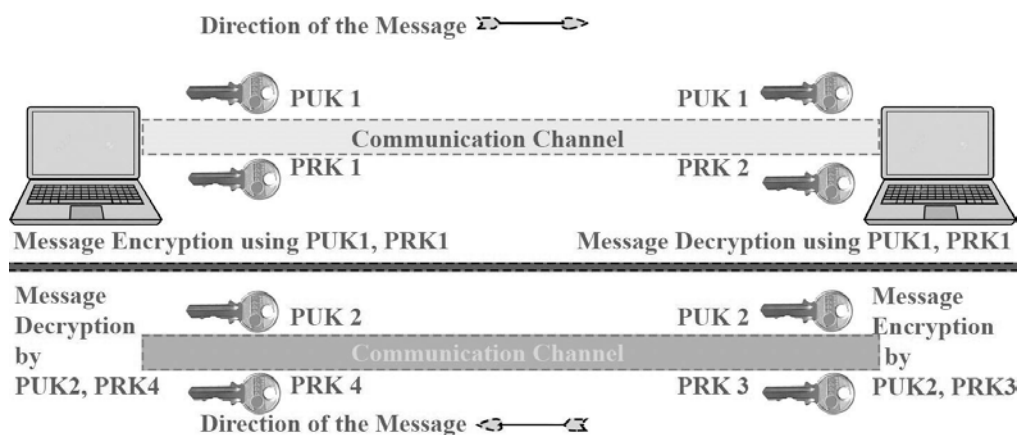 Direction of the Message
PUK 1 PUK 1
Communication Channel
PRK 1 PRK 2
Message Encryption using PUK1, PRK1 Message Decryption using PUK1, PRK1
Message
Decryption
by
PUK2, PRK4
PUK 2 PUK 2
Communication Channel
PRK 4 PRK 3
Message
Encryption
by
PUK2, PRK3
Direction of the Message